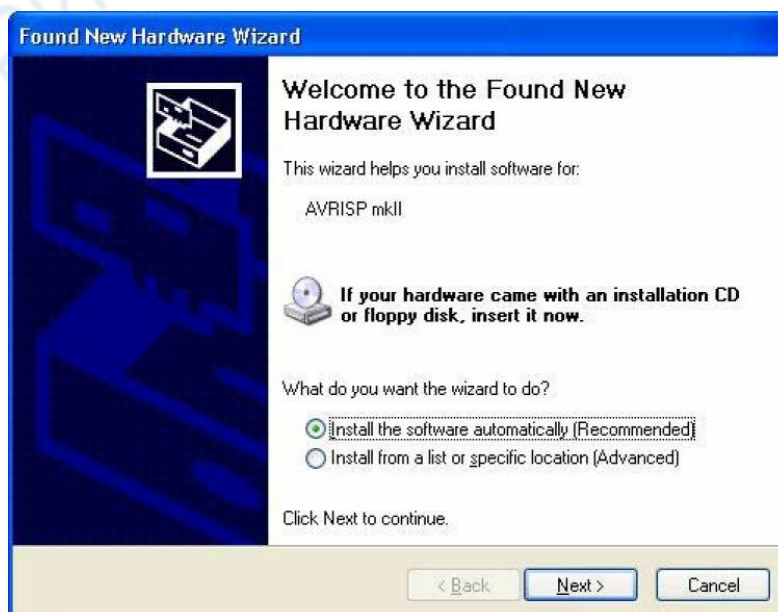 Found New Hardware Wizard
Welcome to the Found New
Hardware Wizard
This wizard helps you install software for:
AVRISP mkII
If your hardware came with an installation CD
or floppy disk, insert it now.
What do you want the wizard to do?
Install the software automatically (Recommended)
Install from a list or specific location (Advanced)
Click Next to continue.
< Back Next > Cancel